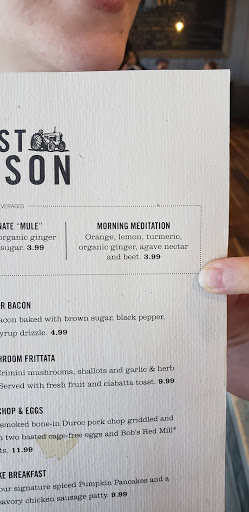 ST
SON
EVERAGES
NATE "MULE"
organic ginger
sugar. 3.99
MORNING MEDITATION
Orange, lemon, turmeric,
organic ginger, agave nectar
and beet. 3.99
R BACON
acon baked with brown sugar, black pepper,
yrup drizzle. 4.99
HROOM FRITTATA
Crimini mushrooms, shallots and garlic & herb
Served with fresh fruit and ciabatta toast. 9.99
CHOP & EGGS
smoked bone-in Duroc pork chop griddled and
h two basted cage-free eggs and Bob's Red Mill®
ts. 11.99
KE BREAKFAST
our signature spiced Pumpkin Pancakes and a
savory chicken sausage patty. 9.99